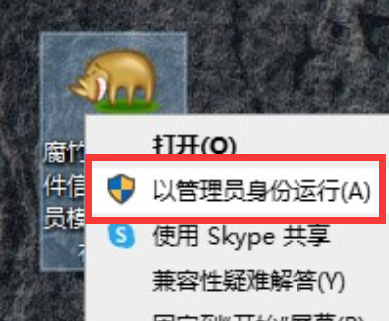 腐竹
件信
员模
打开(O)
以管理员身份运行(A)
使用 Skype 共享
兼容性疑难解答(Y)